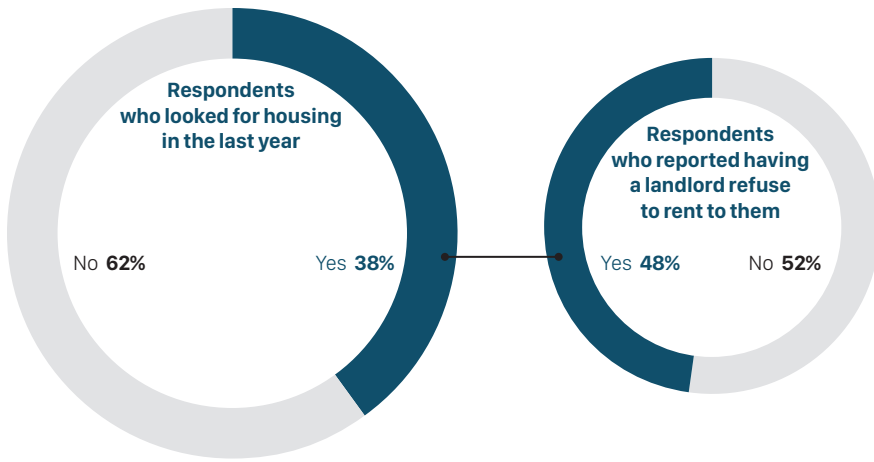 Respondents
who looked for housing
in the last year
No 62%
Yes 38%
Respondents
who reported having
a landlord refuse
to rent to them
Yes 48%
No 52%